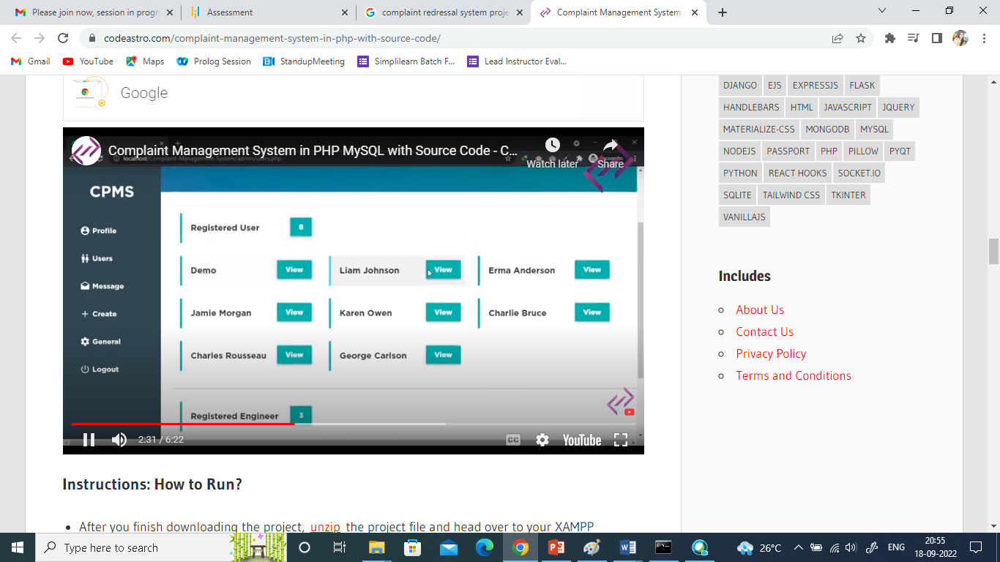 Please join now, session in progr
Assessment
complaint redressal system proje
Complaint Management System i
codeastro.com/complaint-management-system-in-php-with-source-code/
Gmail
YouTube
Maps
Prolog Session
StandupMeeting
Simplilearn Batch F...
Lead Instructor Eval...
Google
Complaint Management System in PHP MySQL with Source Code - C...
localhost/Complaint-Management-System/admin/users.php
Incognito
Watch later
Share
CPMS
Profile
Users
Message
Create
General
Logout
Registered User 8
Demo View Liam Johnson View Erma Anderson View
Jamie Morgan View Karen Owen View Charlie Bruce View
Charles Rousseau View George Carlson View
Registered Engineer 3
2:31 / 6:22
CC
YouTube
Instructions: How to Run?
After you finish downloading the project, unzip the project file and head over to your XAMPP
DJANGO EJS EXPRESSJS FLASK
HANDLEBARS HTML JAVASCRIPT JQUERY
MATERIALIZE-CSS MONGODB MYSQL
NODEJS PASSPORT PHP PILLOW PYQT
PYTHON REACT HOOKS SOCKET.IO
SQLITE TAILWIND CSS TKINTER
VANILLAJS
Includes
About Us
Contact Us
Privacy Policy
Terms and Conditions
Type here to search
26°C
ENG
20:55
18-09-2022